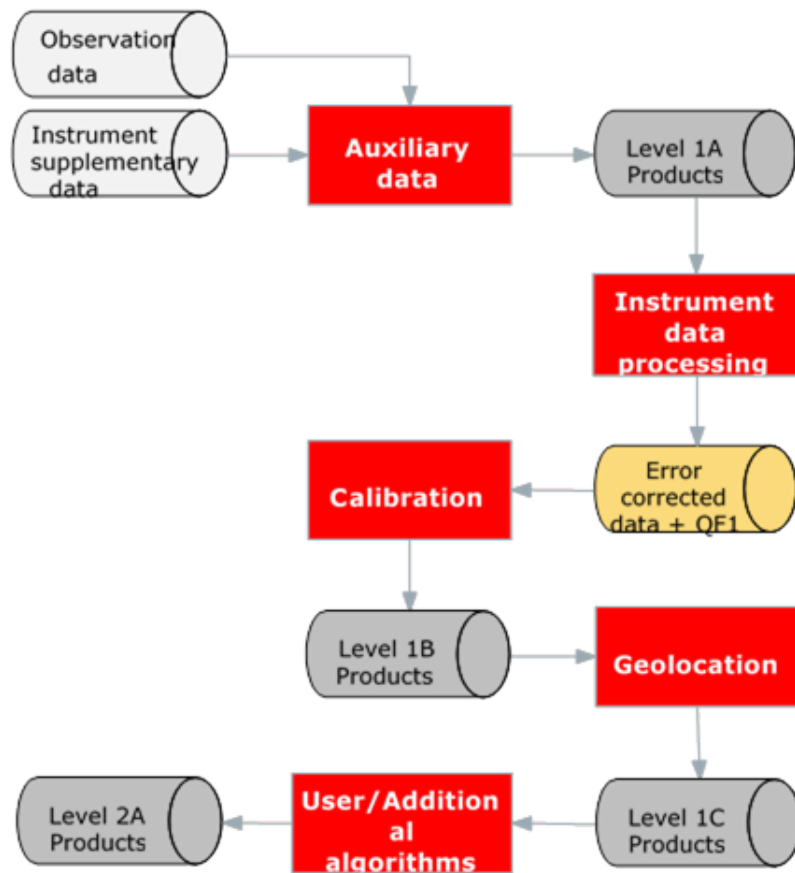 Observation
data
Instrument
supplementary
data
Auxiliary
data
Level 1A
Products
Instrument
data
processing
Error
corrected
data + QF1
Calibration
Level 1B
Products
Geolocation
Level 1C
Products
User/Addition
al
algorithms
Level 2A
Products